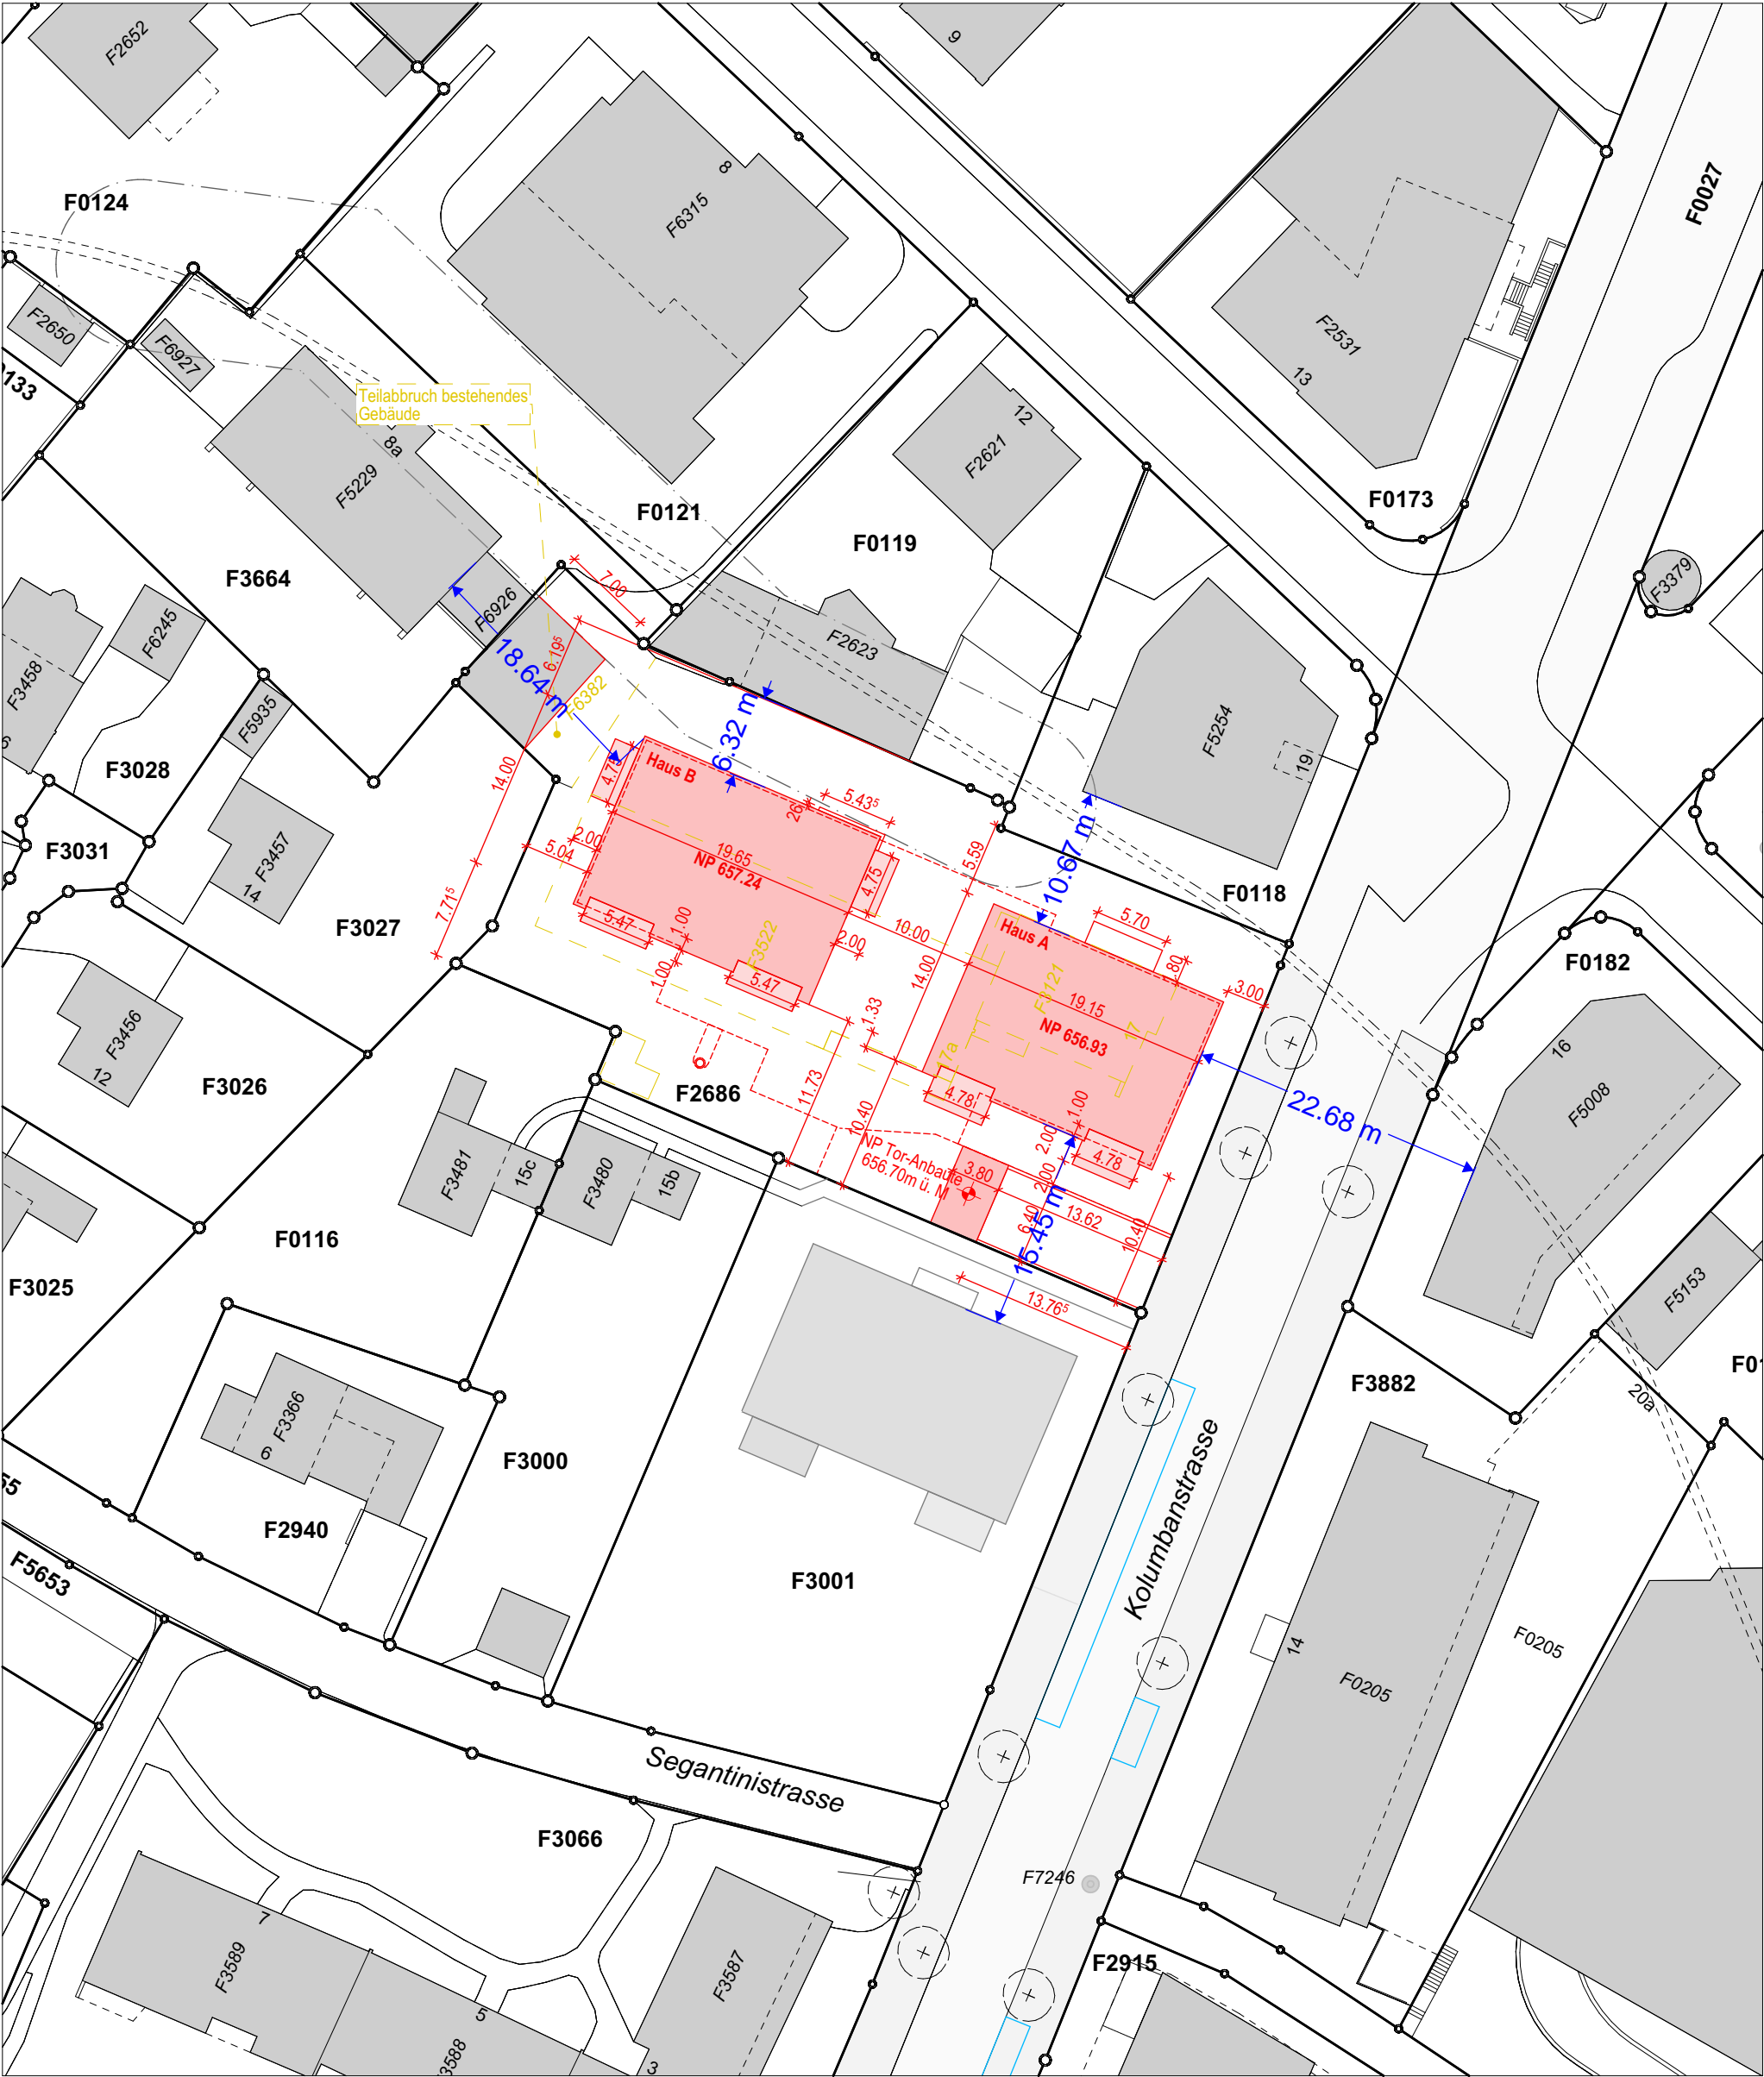 F2652
9
F0124
8
F6315
F0027
F2650
F6927
F2531
13
133
Teilabbruch bestehendes
Gebäude
8a
F5229
12
F2621
F0121
F0173
F0119
F3664
7.00
F3379
F6926
F6245
F2623
6.19⁵
18.64 m
F3458
F6382
F5935
6.32 m
F5254
19
6
F3028
Haus B
14.00
4.75
26
5.43⁵
F3031
F3457
14
2.00
5.04
19.65
NP 657.24
4.75
5.59
10.67 m
F0118
7.71⁵
F3027
5.47
1.00
F3522
10.00
2.00
Haus A
5.70
F0182
1.00
5.47
14.00
F3121
1.80
3.00
F3456
12
1.33
19.15
NP 656.93
17
17a
16
F5008
F3026
F2686
11.73
10.40
4.78
1.00
22.68 m
F3481
15c
F3480
15b
NP Tor-Anbaute
656.70m ü. M
3.80
2.00
4.78
2.00
F0116
6.40
13.62
10.40
15.45 m
F3025
13.76⁵
F5153
F01
F3882
20a
F3366
6
F3000
55
F2940
Kolumbanstrasse
F5653
F3001
14
F0205
F0205
Segantinistrasse
F3066
F7246
7
F3589
F3587
F2915
5
3588
3